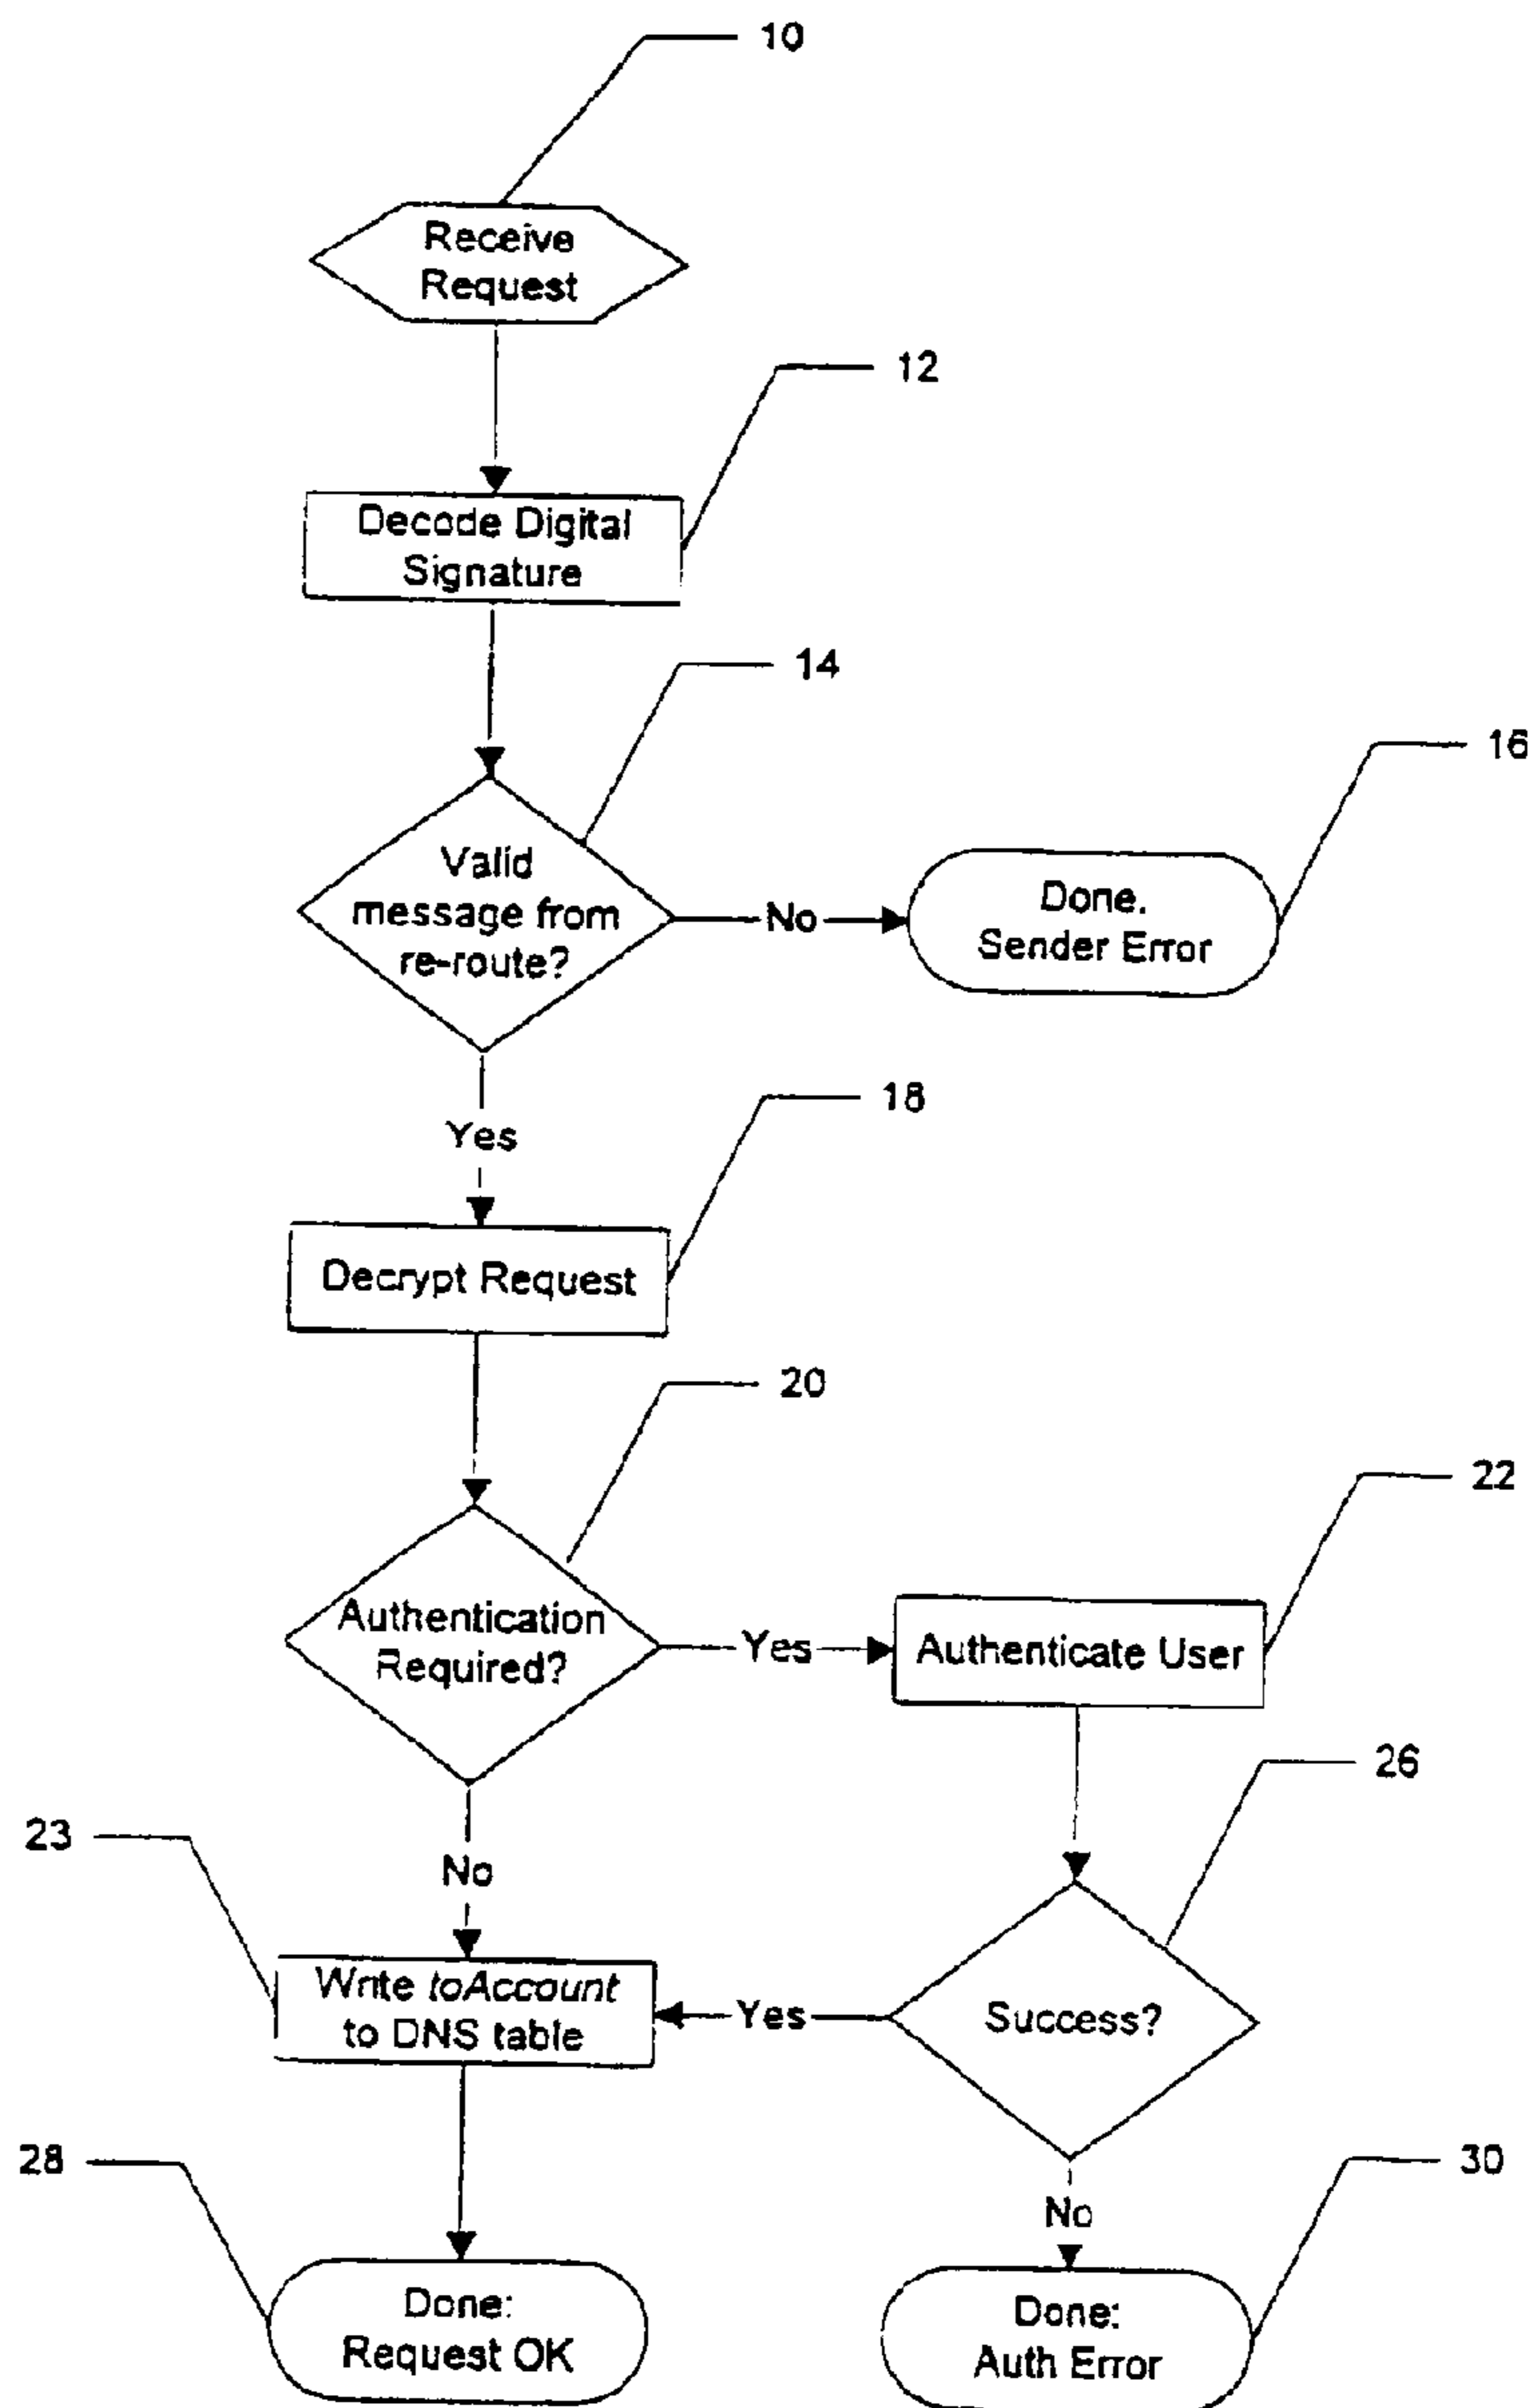 10
Receive
Request
12
Decode Digital
Signature
14
16
Valid
message from
re-route?
No
Done.
Sender Error
Yes
18
Decrypt Request
20
22
Authentication
Required?
Yes
Authenticate User
26
23
No
Write toAccount
to DNS table
Yes
Success?
28
30
No
Done:
Request OK
Done:
Auth Error